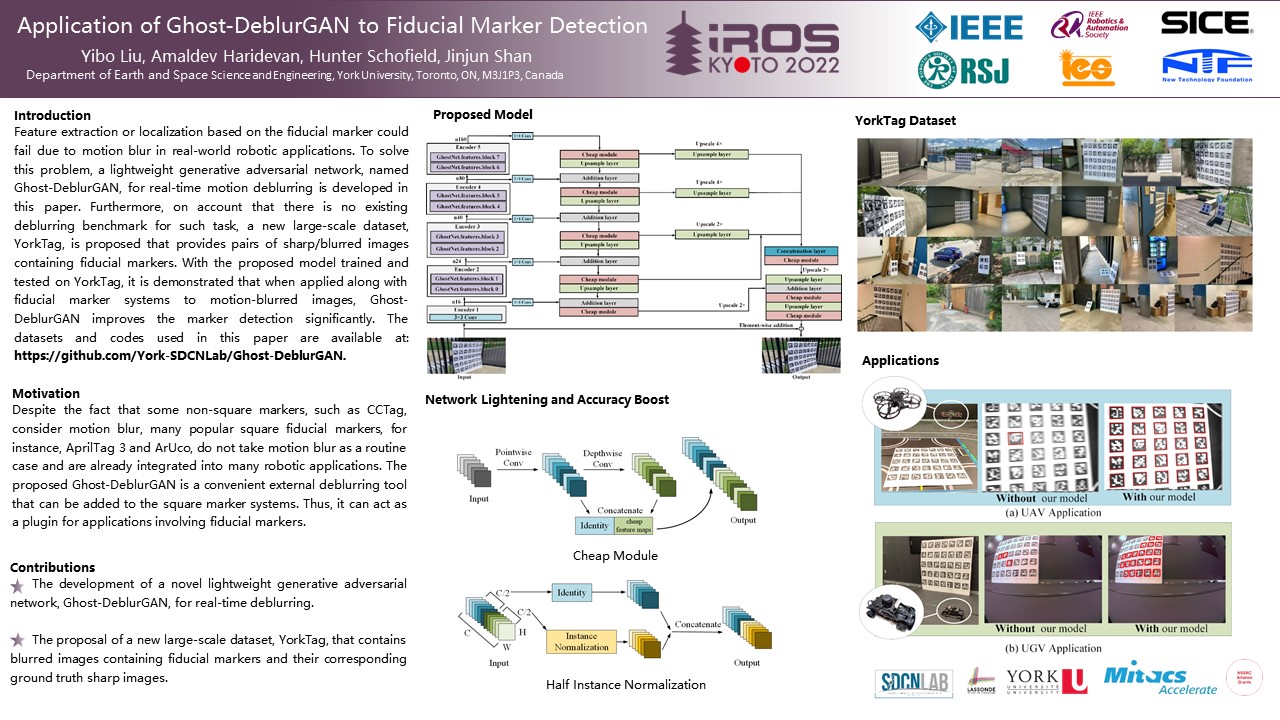 Application of Ghost-DeblurGAN to Fiducial Marker Detection
Yibo Liu, Amaldev Haridevan, Hunter Schofield, Jinjun Shan
Department of Earth and Space Science and Engineering, York University, Toronto, ON, M3J1P3, Canada
iROS
KYOTO 2022
IEEE
IEEE
Robotics & Automation
Society
SICE
RSJ
ies
NTF
New Technology Foundation
Introduction
Feature extraction or localization based on the fiducial marker could
fail due to motion blur in real-world robotic applications. To solve
this problem, a lightweight generative adversarial network, named
Ghost-DeblurGAN, for real-time motion deblurring is developed in
this paper. Furthermore, on account that there is no existing
deblurring benchmark for such task, a new large-scale dataset,
YorkTag, is proposed that provides pairs of sharp/blurred images
containing fiducial markers. With the proposed model trained and
tested on YorkTag, it is demonstrated that when applied along with
fiducial marker systems to motion-blurred images, Ghost-
DeblurGAN improves the marker detection significantly. The
datasets and codes used in this paper are available at:
https://github.com/York-SDCNLab/Ghost-DeblurGAN.
Motivation
Despite the fact that some non-square markers, such as CCTag,
consider motion blur, many popular square fiducial markers, for
instance, AprilTag 3 and ArUco, do not take motion blur as a routine
case and are already integrated into various robotic applications. The
proposed Ghost-DeblurGAN is an add-one external deblurring tool
that can be added to the square marker systems. Thus, it can act as
a plugin for applications involving fiducial markers.
Contributions
The development of a novel lightweight generative adversarial
network, Ghost-DeblurGAN, for real-time deblurring.
The proposal of a new large-scale dataset, YorkTag, that contains
blurred images containing fiducial markers and their corresponding
ground truth sharp images.
Proposed Model
n160
1×1 Conv
Encoder 5
GhostNet.features.block 7
GhostNet.features.block 6
n80
1×1 Conv
Encoder 4
GhostNet.features.block 5
GhostNet.features.block 4
n40
1×1 Conv
Encoder 3
GhostNet.features.block 3
GhostNet.features.block 2
n24
1×1 Conv
Encoder 2
GhostNet.features.block 1
GhostNet.features.block 0
n16
1×1 Conv
Encoder 1
3×3 Conv
Cheap module
Upsample layer
Addition layer
Cheap module
Upsample layer
Addition layer
Cheap module
Upsample layer
Addition layer
Cheap module
Upsample layer
Addition layer
Cheap module
Upscale 4×
Upsample layer
Upscale 4×
Upsample layer
Upscale 2×
Upsample layer
Concatenation layer
Cheap module
Upscale 2×
Upsample layer
Addition layer
Cheap module
Upsample layer
Cheap module
Upscale 2×
Element-wise addition
Input
Output
Network Lightening and Accuracy Boost
Pointwise
Conv
Depthwise
Conv
Input
Concatenate
Identity
cheap
feature maps
Output
Cheap Module
C/2
Identity
C/2
C
H
W
Instance
Normalization
Concatenate
Input
Output
Half Instance Normalization
YorkTag Dataset
Applications
Without our model
With our model
(a) UAV Application
Without our model
With our model
(b) UGV Application
SDCNLAB
LASSONDE
YORK
UNIVERSITÉ
UNIVERSITY
U
Mitacs
Accelerate
NSERC
Alliance
Grants